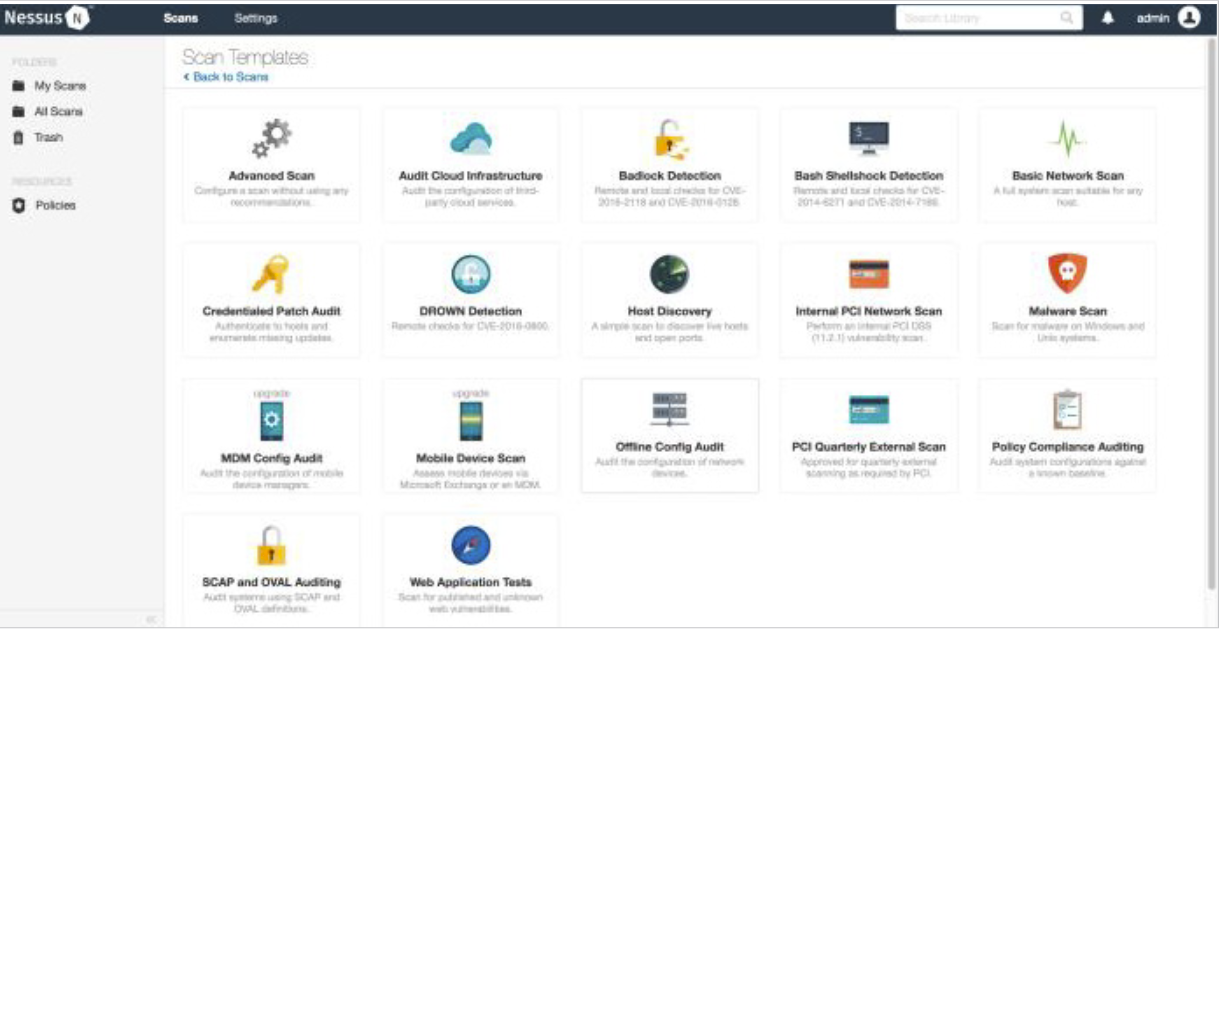 Nessus N
Scans
Settings
Search Library
admin
FOLDERS
My Scans
All Scans
Trash
RESOURCES
Policies
Scan Templates
Back to Scans
Advanced Scan
Configure a scan without using any
recommendations.
Audit Cloud Infrastructure
Audit the configuration of third-
party cloud services.
Badlock Detection
Remote and local checks for CVE-
2016-2118 and CVE-2016-0128.
$_
Bash Shellshock Detection
Remote and local checks for CVE-
2014-6271 and CVE-2014-7169.
Basic Network Scan
A full system scan suitable for any
host.
Credentialed Patch Audit
Authenticate to hosts and
enumerate missing updates.
DROWN Detection
Remote checks for CVE-2016-0800.
Host Discovery
A simple scan to discover live hosts
and open ports.
Internal PCI Network Scan
Perform an internal PCI DSS
(11.2.1) vulnerability scan.
Malware Scan
Scan for malware on Windows and
Unix systems.
upgrade
MDM Config Audit
Audit the configuration of mobile
device managers.
upgrade
Mobile Device Scan
Assess mobile devices via
Microsoft Exchange or an MDM.
Offline Config Audit
Audit the configuration of network
devices.
PCI Quarterly External Scan
Approved for quarterly external
scanning as required by PCI.
Policy Compliance Auditing
Audit system configurations against
a known baseline.
SCAP and OVAL Auditing
Audit systems using SCAP and
OVAL definitions.
Web Application Tests
Scan for published and unknown
web vulnerabilities.